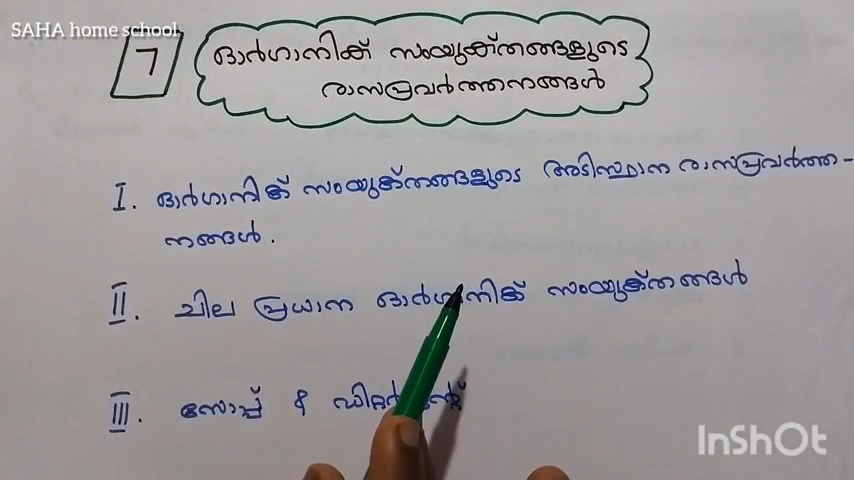 SAHA home school
7
ഓർഗാനിക് സംയുക്തങ്ങളുടെ
രാസപ്രവർത്തനങ്ങൾ
I. ഓർഗാനിക് സംയുക്തങ്ങളുടെ അടിസ്ഥാന രാസപ്രവർത്ത-
നങ്ങൾ.
II. ചില പ്രധാന ഓർഗാനിക് സംയുക്തങ്ങൾ
III. സോപ്പ് &
InShOt